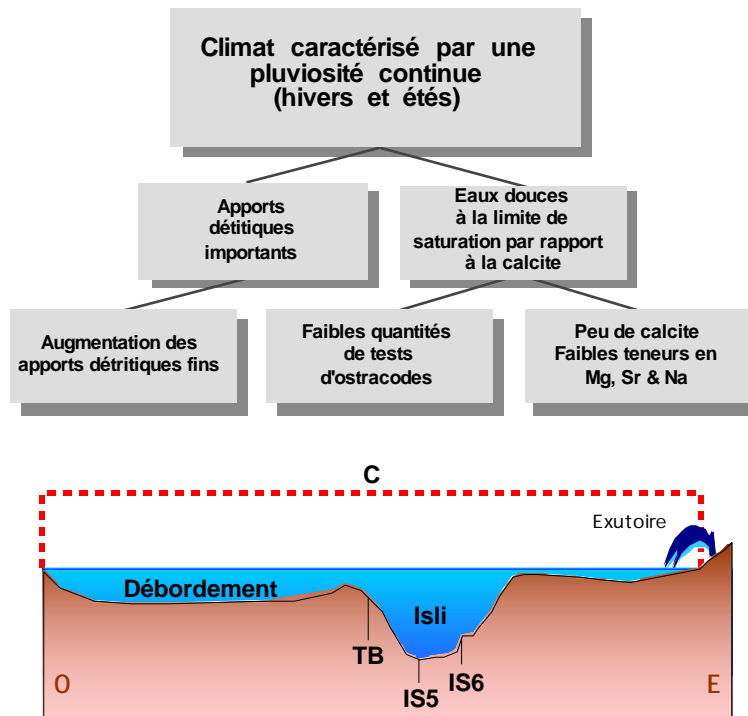 Climat caractérisé par une
pluviosité continue
(hivers et étés)
Apports
détitiques
importants
Eaux douces
à la limite de
saturation par rapport
à la calcite
Augmentation des
apports détritiques fins
Faibles quantités
de tests
d'ostracodes
Peu de calcite
Faibles teneurs en
Mg, Sr & Na
C
Exutoire
Débordement
Isli
TB
IS5
IS6
O
E